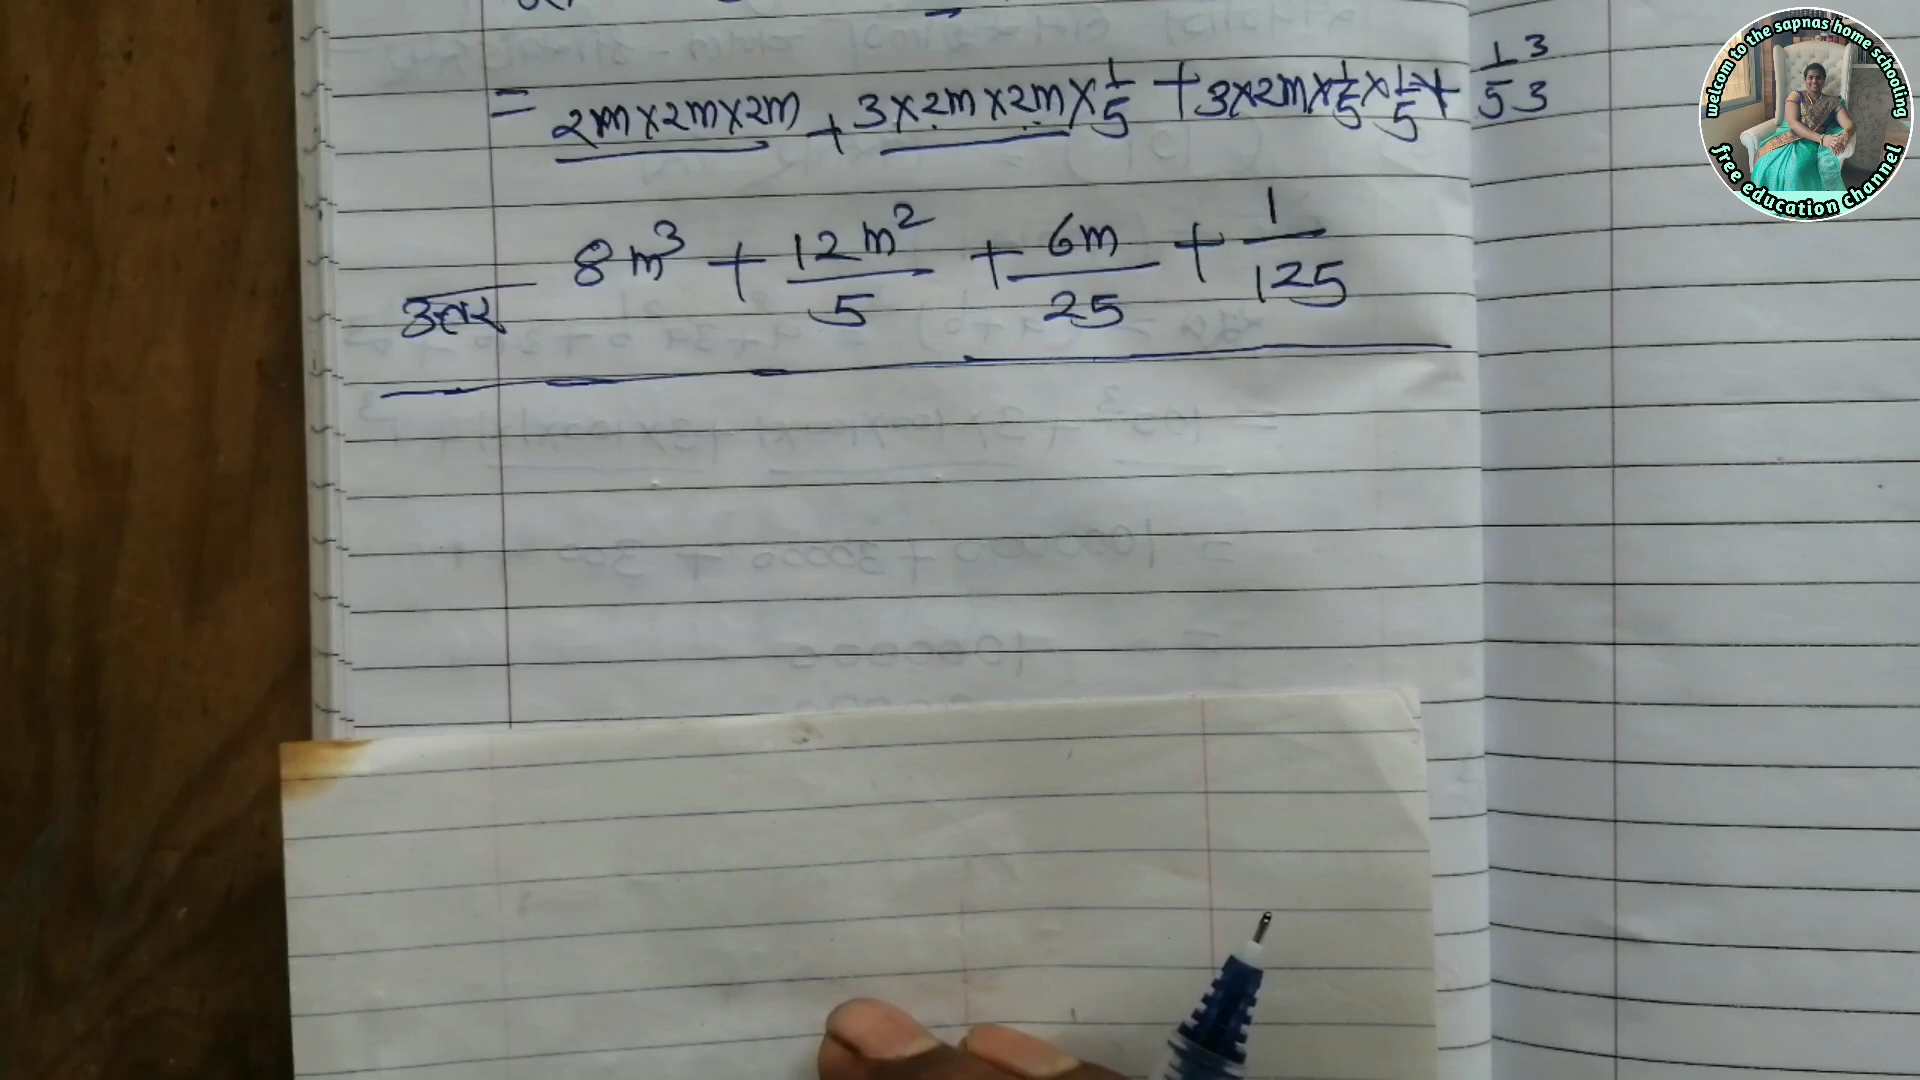 = 2m×2m×2m + 3×2m×2m×1/5 + 3×2m×1/5×1/5 + 1³/5³
उत्तर 8m³ + 12m²/5 + 6m/25 + 1/125
welcom to the sapnas home schooling
free education channel